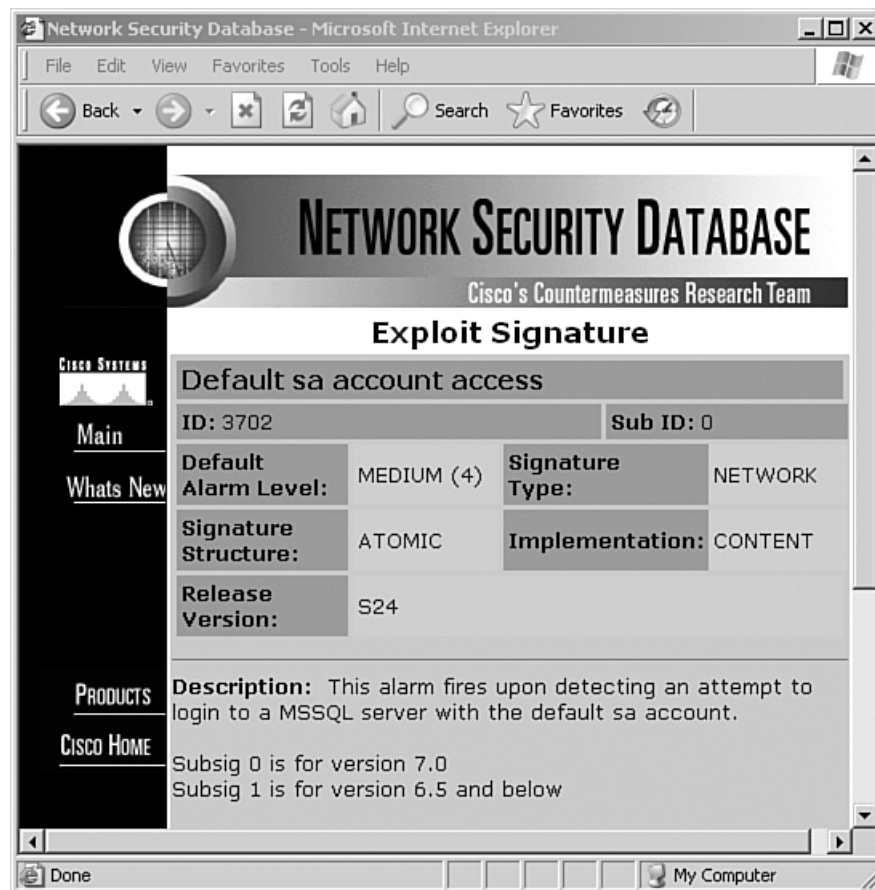 Network Security Database - Microsoft Internet Explorer
File Edit View Favorites Tools Help
Back Search Favorites
NETWORK SECURITY DATABASE
Cisco's Countermeasures Research Team
Exploit Signature
CISCO SYSTEMS
Main
Whats New
PRODUCTS
CISCO HOME
Default sa account access
ID: 3702 Sub ID: 0
Default
Alarm Level: MEDIUM (4) Signature
Type: NETWORK
Signature
Structure: ATOMIC Implementation: CONTENT
Release
Version: S24
Description: This alarm fires upon detecting an attempt to
login to a MSSQL server with the default sa account.
Subsig 0 is for version 7.0
Subsig 1 is for version 6.5 and below
Done My Computer